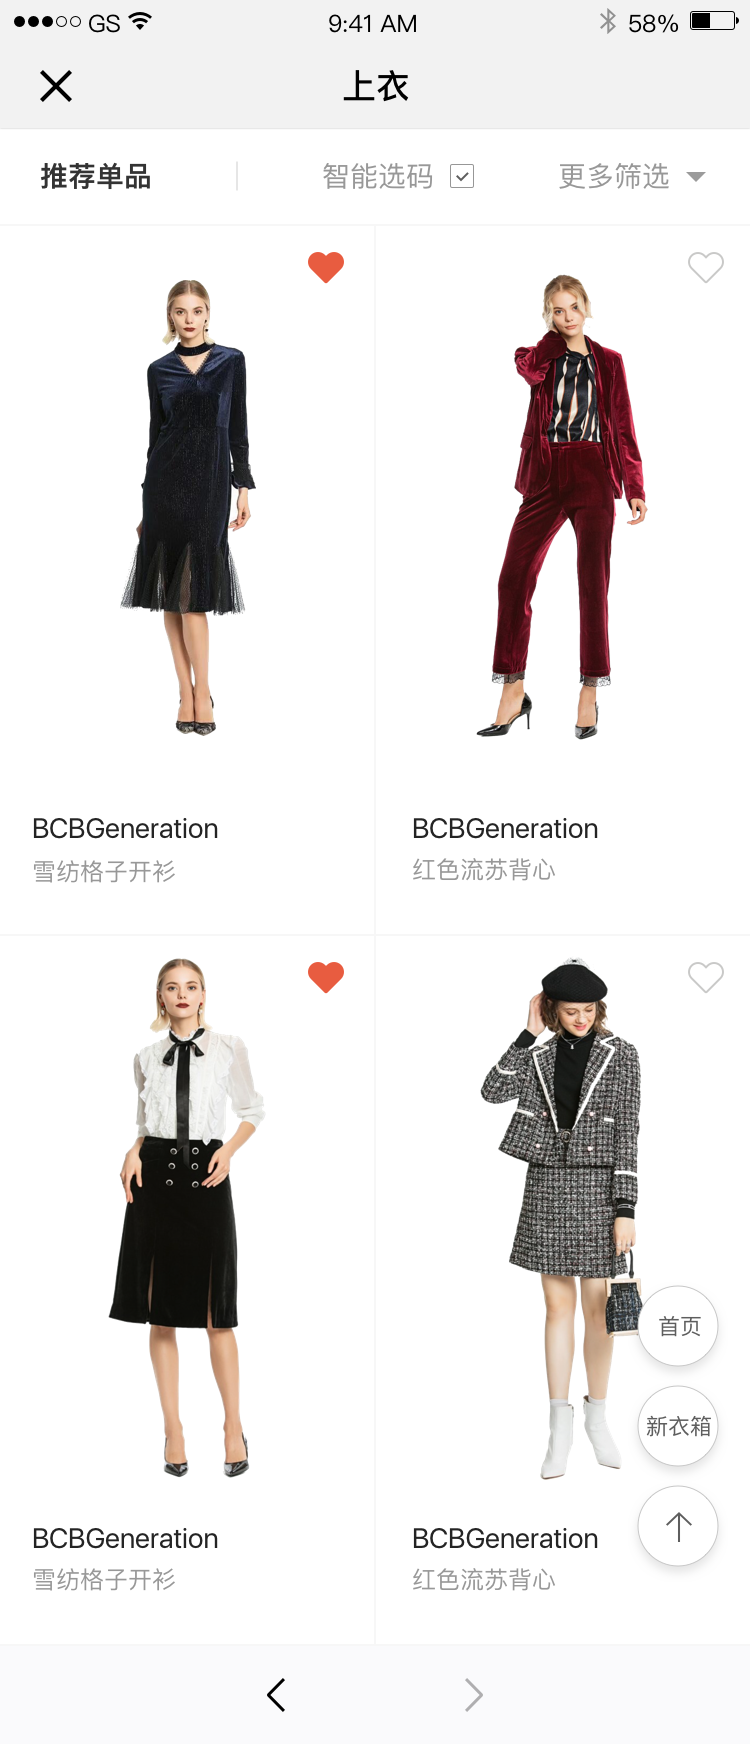 GS 9:41 AM 58%
上衣
推荐单品 智能选码 更多筛选
BCBGeneration
雪纺格子开衫
BCBGeneration
红色流苏背心
首页
新衣箱
BCBGeneration
雪纺格子开衫
BCBGeneration
红色流苏背心